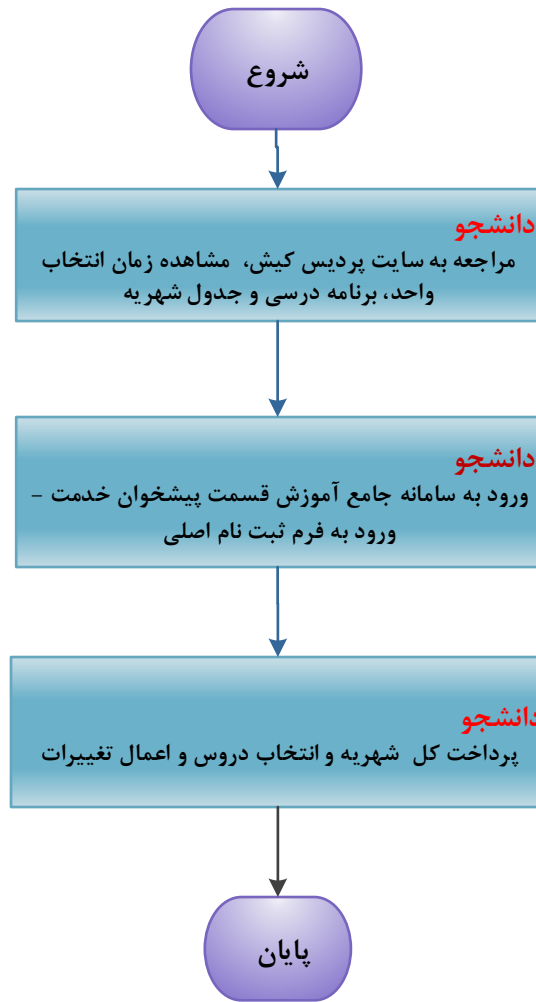 شروع
دانشجو
مراجعه به سایت پردیس کیش، مشاهده زمان انتخاب
واحد، برنامه درسی و جدول شهریه
دانشجو
ورود به سامانه جامع آموزش قسمت پیشخوان خدمت –
ورود به فرم ثبت نام اصلی
دانشجو
پرداخت کل شهریه و انتخاب دروس و اعمال تغییرات
پایان